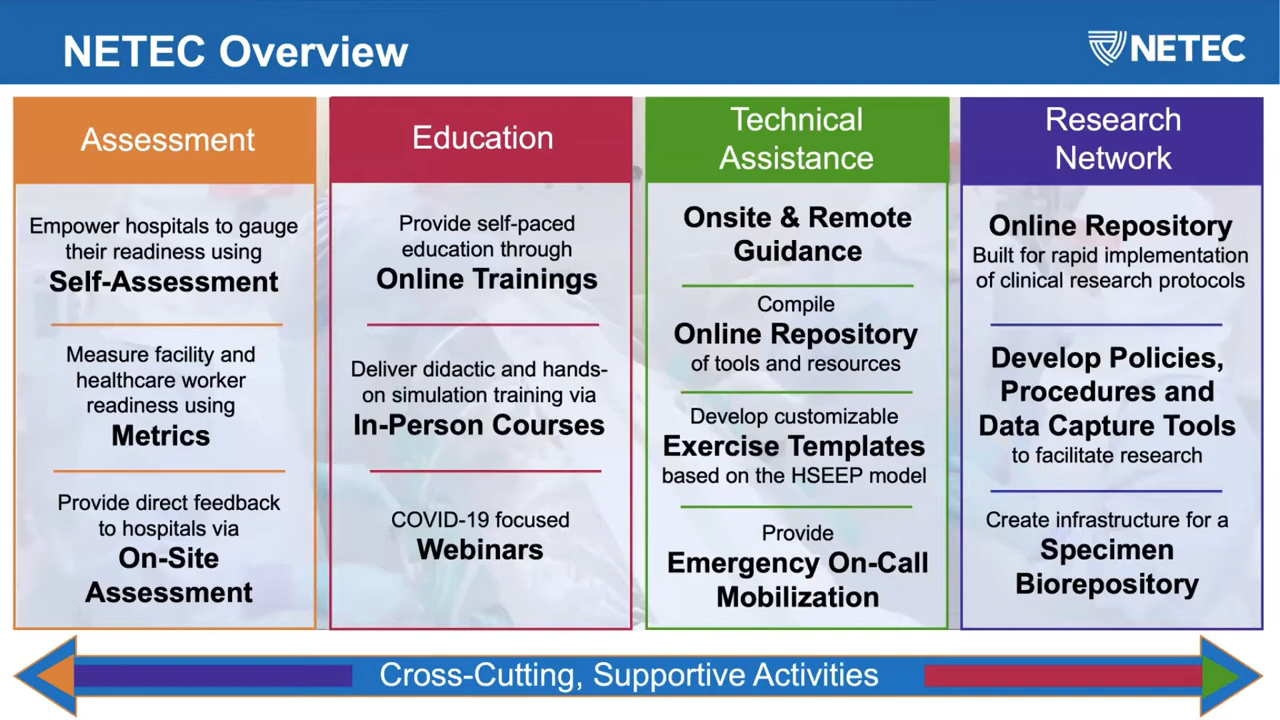 NETEC Overview
NETEC
Assessment
Empower hospitals to gauge
their readiness using
Self-Assessment
Measure facility and
healthcare worker
readiness using
Metrics
Provide direct feedback
to hospitals via
On-Site
Assessment
Education
Provide self-paced
education through
Online Trainings
Deliver didactic and hands-
on simulation training via
In-Person Courses
COVID-19 focused
Webinars
Technical
Assistance
Onsite & Remote
Guidance
Compile
Online Repository
of tools and resources
Develop customizable
Exercise Templates
based on the HSEEP model
Provide
Emergency On-Call
Mobilization
Research
Network
Online Repository
Built for rapid implementation
of clinical research protocols
Develop Policies,
Procedures and
Data Capture Tools
to facilitate research
Create infrastructure for a
Specimen
Biorepository
Cross-Cutting, Supportive Activities